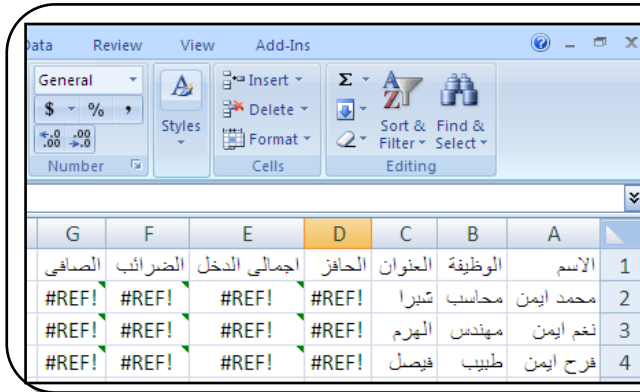 Data Review View Add-Ins
General Insert Σ
$ % , Styles Delete Sort & Filter Find & Select
.0 .00 .00 .0 Format
Number Cells Editing
G F E D C B A
1 الاسم الوظيفة العنوان الحافز اجمالى الدخل الضرائب الصافى
2 محمد ايمن محاسب شبرا #REF! #REF! #REF! #REF!
3 نغم ايمن مهندس الهرم #REF! #REF! #REF! #REF!
4 فرح ايمن طبيب فيصل #REF! #REF! #REF! #REF!